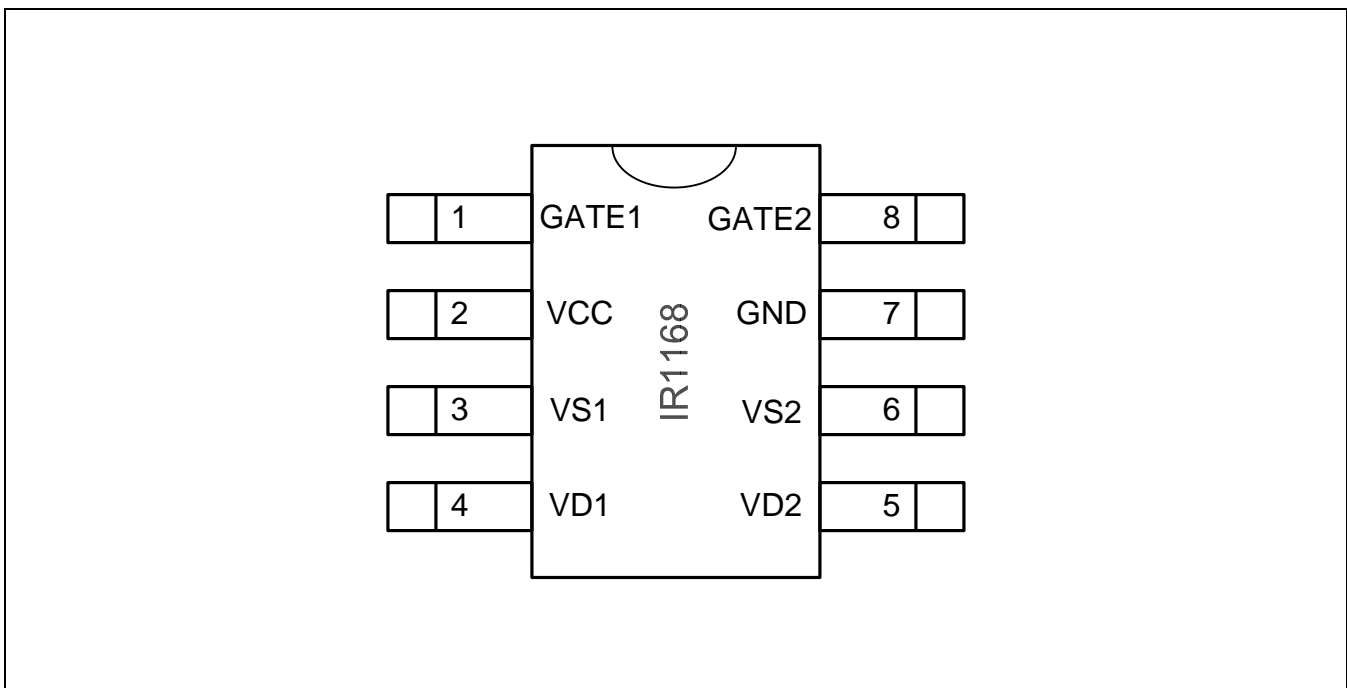 1 GATE1 GATE2 8
2 VCC GND 7
3 VS1 VS2 6
4 VD1 VD2 5
IR1168